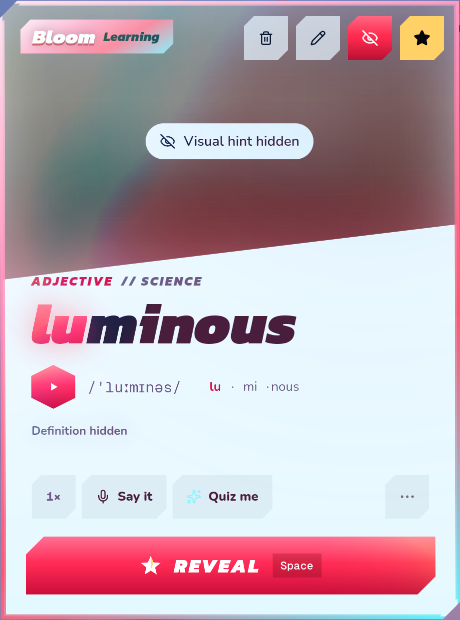 Bloom Learning
Visual hint hidden
ADJECTIVE // SCIENCE
luminous
/ˈluːmɪnəs/ lu · mi · nous
Definition hidden
1× Say it Quiz me ...
REVEAL Space